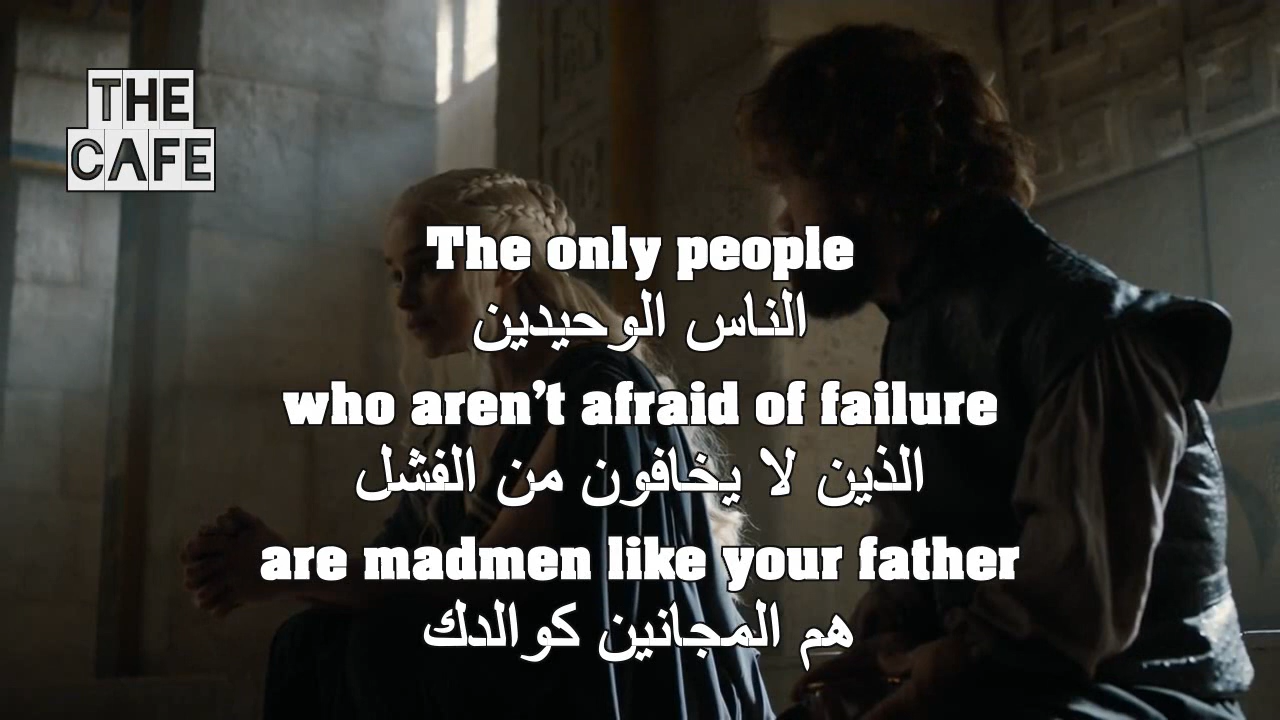 THE
CAFE
The only people
الناس الوحيدين
who aren’t afraid of failure
الذين لا يخافون من الفشل
are madmen like your father
هم المجانين كوالدك